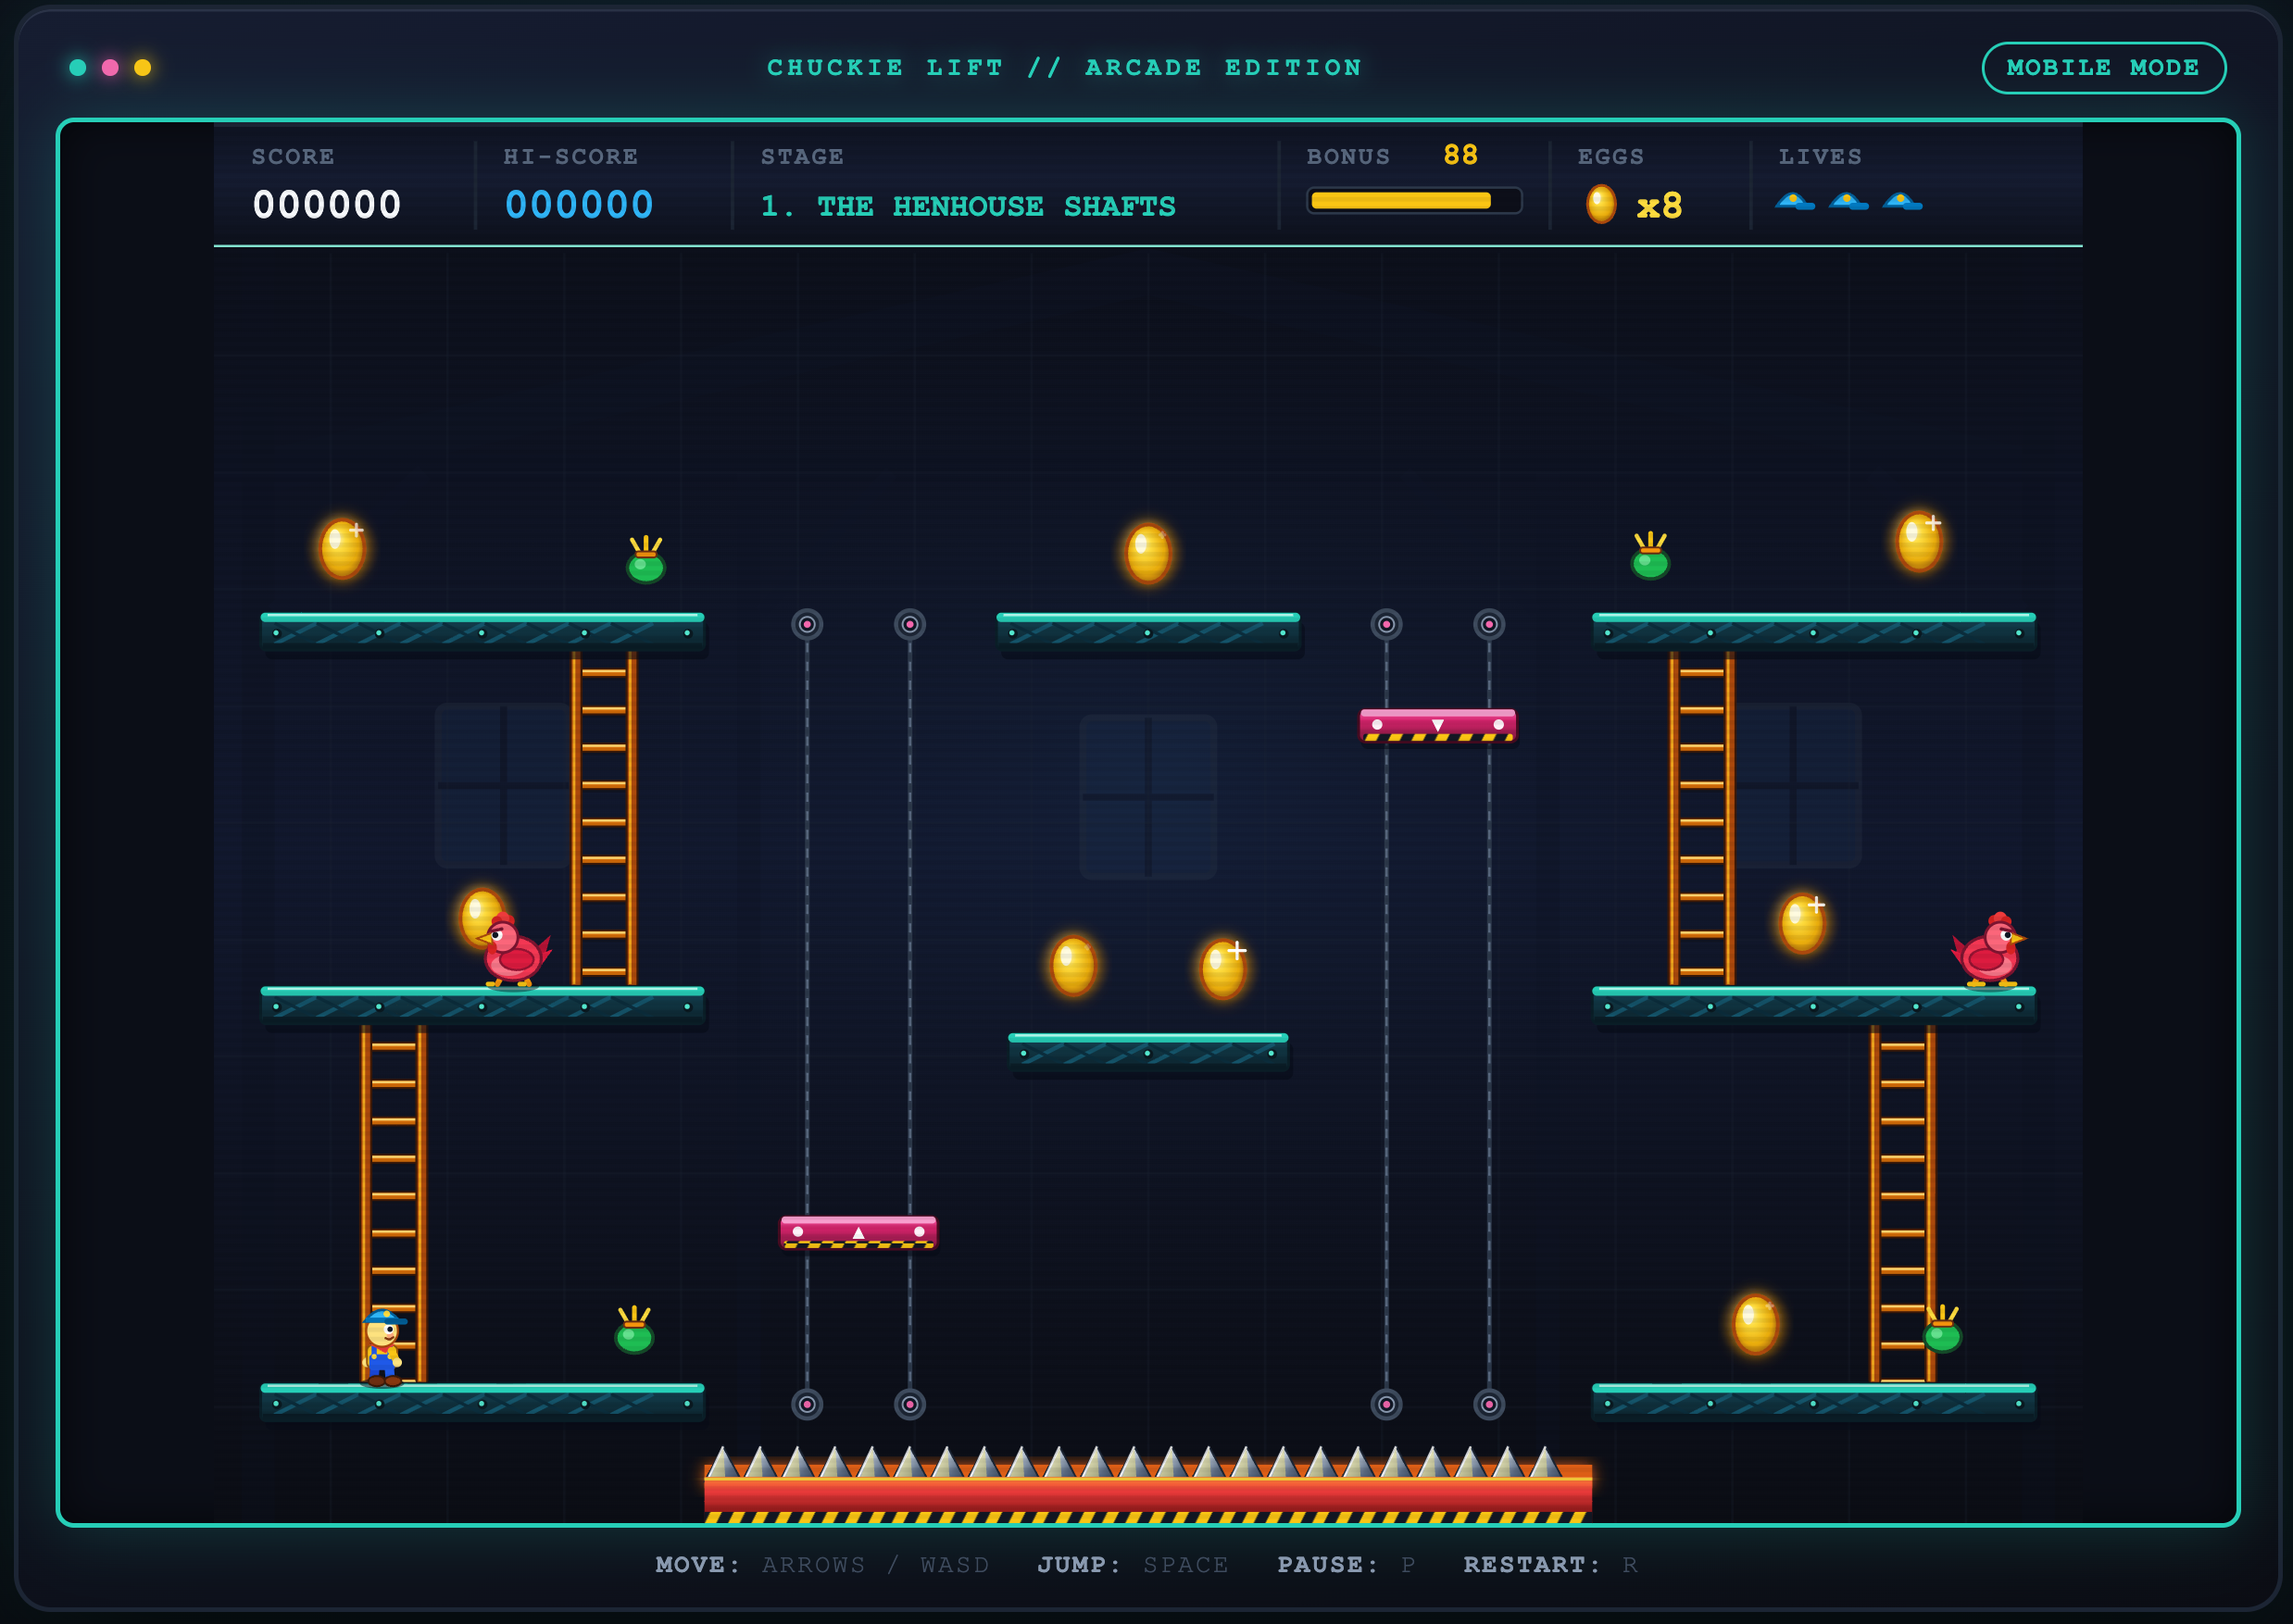 CHUCKIE LIFT // ARCADE EDITION
MOBILE MODE
SCORE
000000
HI-SCORE
000000
STAGE
1. THE HENHOUSE SHAFTS
BONUS 88
EGGS
x8
LIVES
MOVE: ARROWS / WASD JUMP: SPACE PAUSE: P RESTART: R